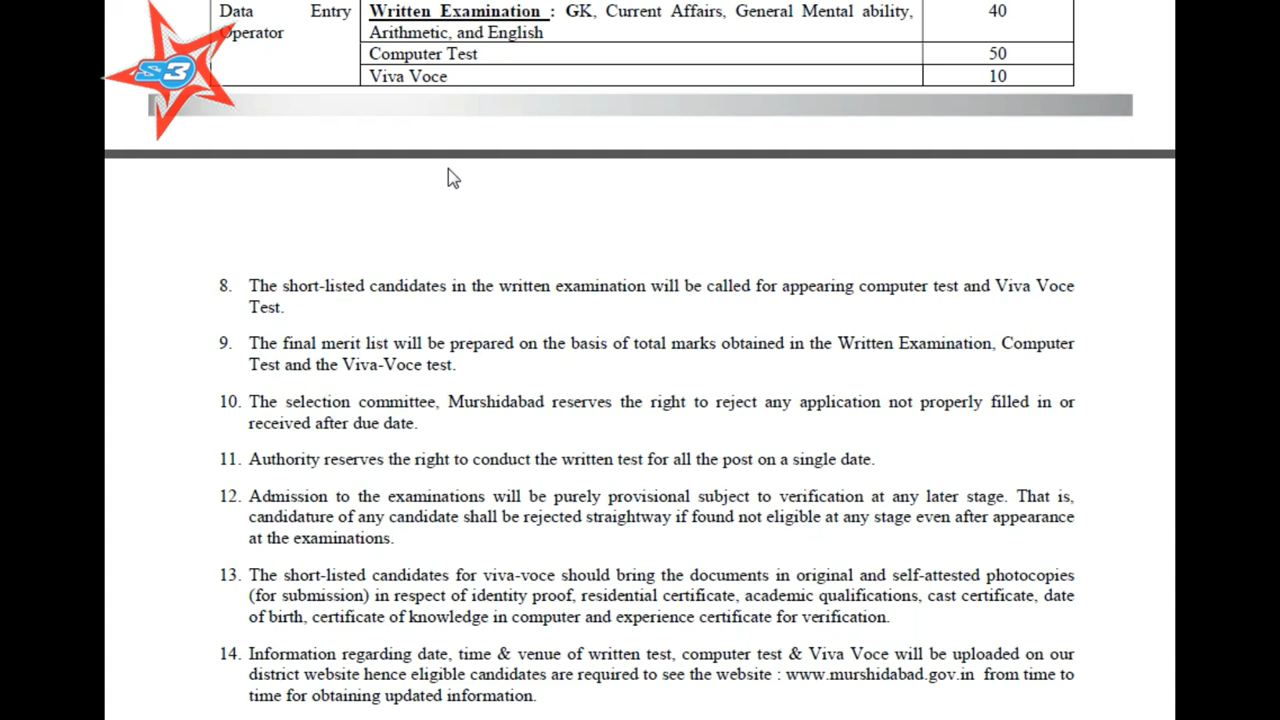 Data Entry Written Examination : GK, Current Affairs, General Mental ability, 40
Operator Arithmetic, and English
Computer Test 50
Viva Voce 10
S3
8. The short-listed candidates in the written examination will be called for appearing computer test and Viva Voce
Test.
9. The final merit list will be prepared on the basis of total marks obtained in the Written Examination, Computer
Test and the Viva-Voce test.
10. The selection committee, Murshidabad reserves the right to reject any application not properly filled in or
received after due date.
11. Authority reserves the right to conduct the written test for all the post on a single date.
12. Admission to the examinations will be purely provisional subject to verification at any later stage. That is,
candidature of any candidate shall be rejected straightway if found not eligible at any stage even after appearance
at the examinations.
13. The short-listed candidates for viva-voce should bring the documents in original and self-attested photocopies
(for submission) in respect of identity proof, residential certificate, academic qualifications, cast certificate, date
of birth, certificate of knowledge in computer and experience certificate for verification.
14. Information regarding date, time & venue of written test, computer test & Viva Voce will be uploaded on our
district website hence eligible candidates are required to see the website : www.murshidabad.gov.in from time to
time for obtaining updated information.